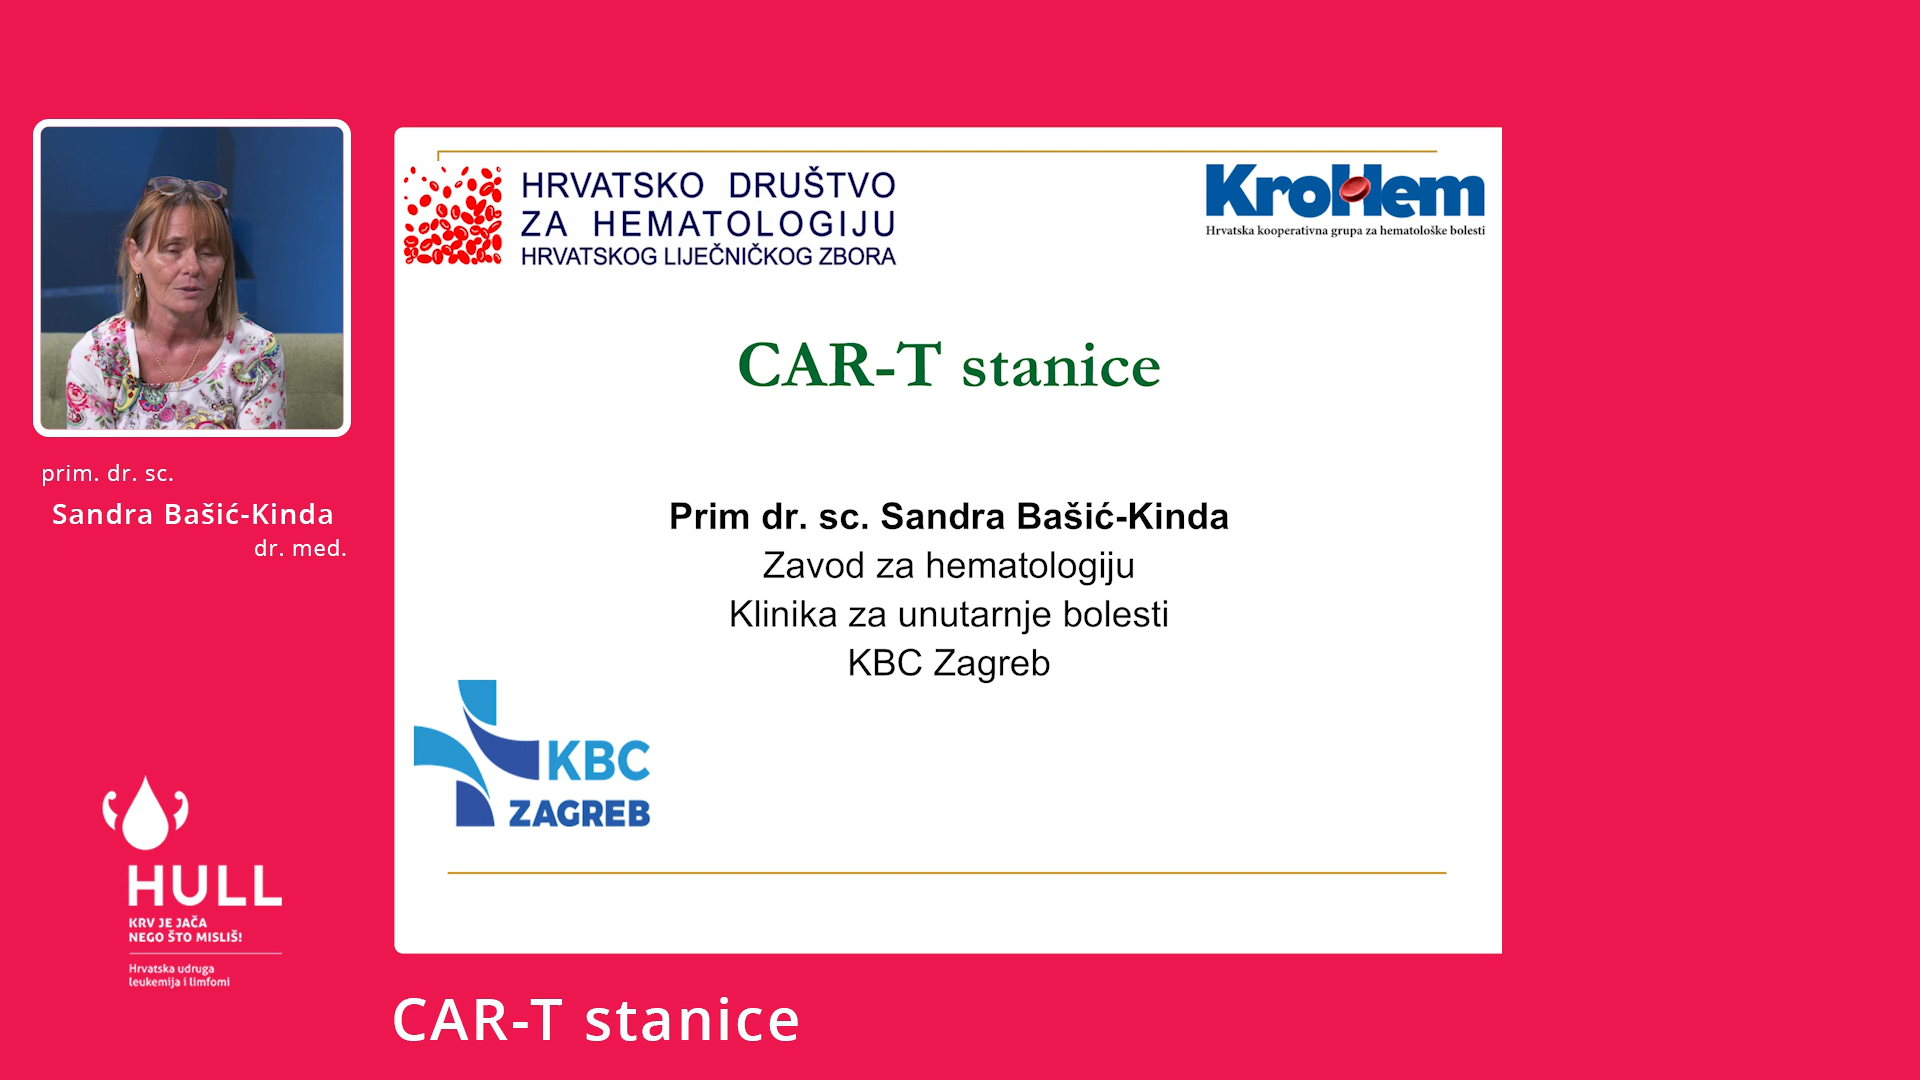 prim. dr. sc.
Sandra Bašić-Kinda
dr. med.
HULL
KRV JE JAČA
NEGO ŠTO MISLIŠ!
Hrvatska udruga
leukemija i limfomi
HRVATSKO DRUŠTVO
ZA HEMATOLOGIJU
HRVATSKOG LIJEČNIČKOG ZBORA
KroHem
Hrvatska kooperativna grupa za hematološke bolesti
CAR-T stanice
Prim dr. sc. Sandra Bašić-Kinda
Zavod za hematologiju
Klinika za unutarnje bolesti
KBC Zagreb
KBC
ZAGREB
CAR-T stanice